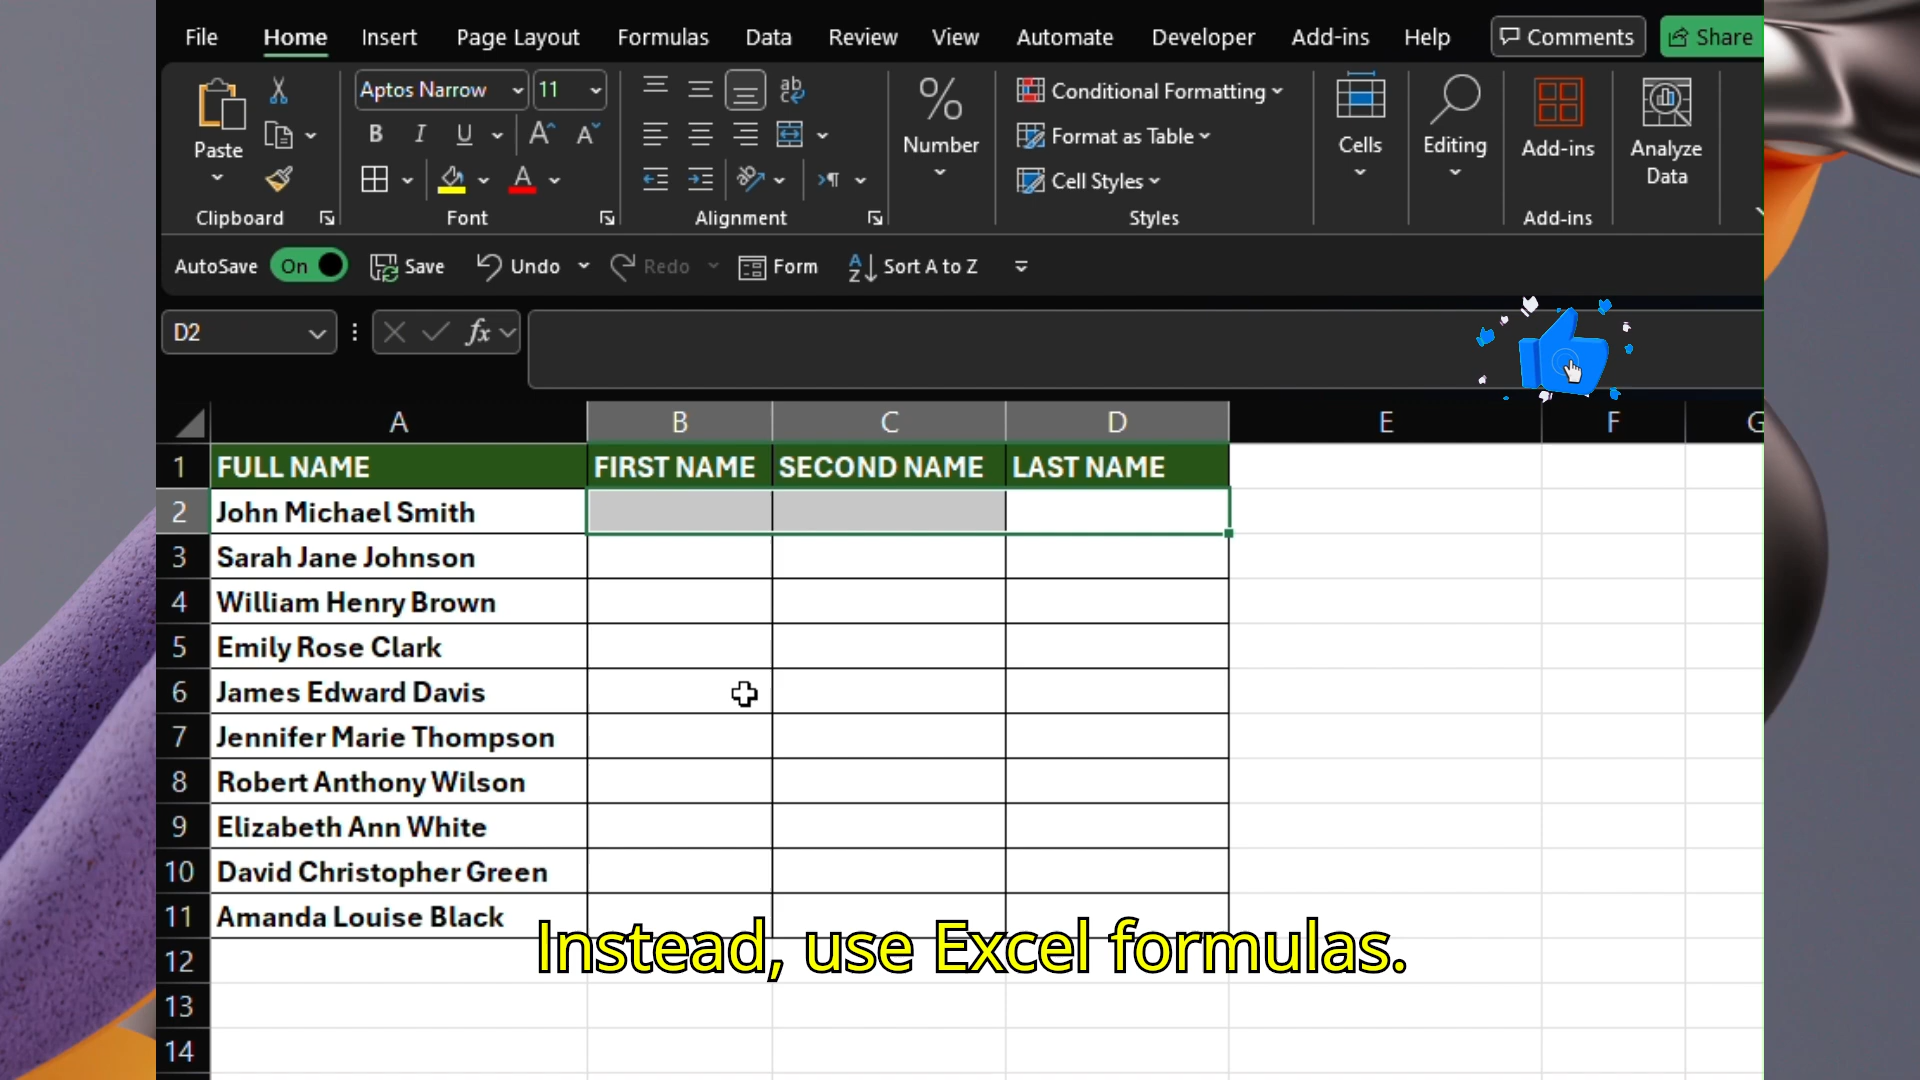 File Home Insert Page Layout Formulas Data Review View Automate Developer Add-ins Help Comments Share
Aptos Narrow 11
Paste
B I U A A
A
Clipboard Font Alignment
ab
c
%
Number
Conditional Formatting
Format as Table
Cell Styles
Styles
Cells
Editing
Add-ins
Add-ins
Analyze
Data
AutoSave On Save Undo Redo Form A Z Sort A to Z
D2 fx
A B C D E F G
1 FULL NAME FIRST NAME SECOND NAME LAST NAME
2 John Michael Smith
3 Sarah Jane Johnson
4 William Henry Brown
5 Emily Rose Clark
6 James Edward Davis
7 Jennifer Marie Thompson
8 Robert Anthony Wilson
9 Elizabeth Ann White
10 David Christopher Green
11 Amanda Louise Black
Instead, use Excel formulas.
12
13
14